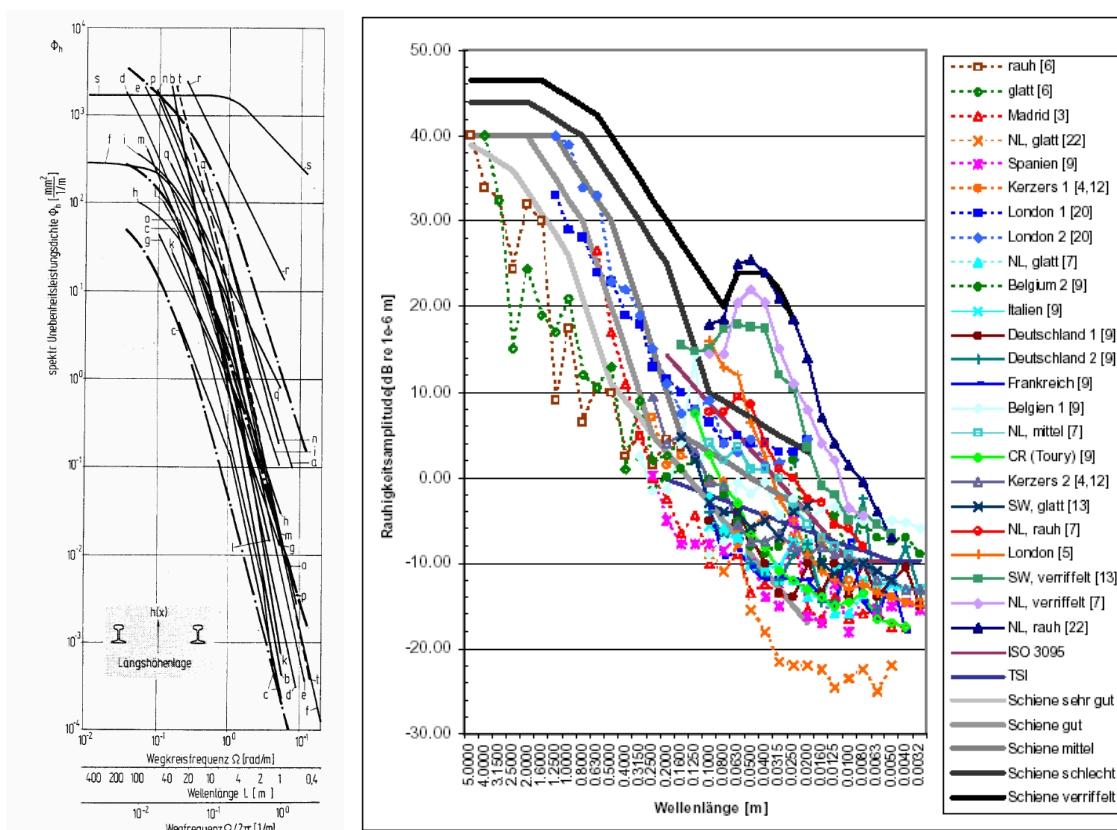 Φh
10⁴
10³
10²
10¹
10⁰
10⁻¹
10⁻²
10⁻³
10⁻⁴
spektr. Unebenheitsleistungsdichte Φh [mm²/1/m]
s d e p n b t r
f i m q a
h l
o
c
g k
s
r
c
q
n
i
a
h
m
l g
o
p
k
b t
c d e
f
h(x)
Längshöhenlage
10⁻² 10⁻¹ 10⁰ 10¹
Wegkreisfrequenz Ω [rad/m]
400 200 100 40 20 10 4 2 1 0,4
Wellenlänge L [m]
10⁻² 10⁻¹ 10⁰
Wegfrequenz Ω/2π [1/m]
50.00
40.00
30.00
20.00
10.00
0.00
-10.00
-20.00
-30.00
Rauhigkeitsamplitude[dB re 1e-6 m]
5.0000
4.0000
3.1500
2.5000
2.0000
1.6000
1.2500
1.0000
0.8000
0.6300
0.5000
0.4000
0.3150
0.2500
0.2000
0.1600
0.1250
0.1000
0.0800
0.0630
0.0500
0.0400
0.0315
0.0250
0.0200
0.0160
0.0125
0.0100
0.0080
0.0063
0.0050
0.0040
0.0032
Wellenlänge [m]
rauh [6]
glatt [6]
Madrid [3]
NL, glatt [22]
Spanien [9]
Kerzers 1 [4,12]
London 1 [20]
London 2 [20]
NL, glatt [7]
Belgium 2 [9]
Italien [9]
Deutschland 1 [9]
Deutschland 2 [9]
Frankreich [9]
Belgien 1 [9]
NL, mittel [7]
CR (Toury) [9]
Kerzers 2 [4,12]
SW, glatt [13]
NL, rauh [7]
London [5]
SW, verriffelt [13]
NL, verriffelt [7]
NL, rauh [22]
ISO 3095
TSI
Schiene sehr gut
Schiene gut
Schiene mittel
Schiene schlecht
Schiene verriffelt